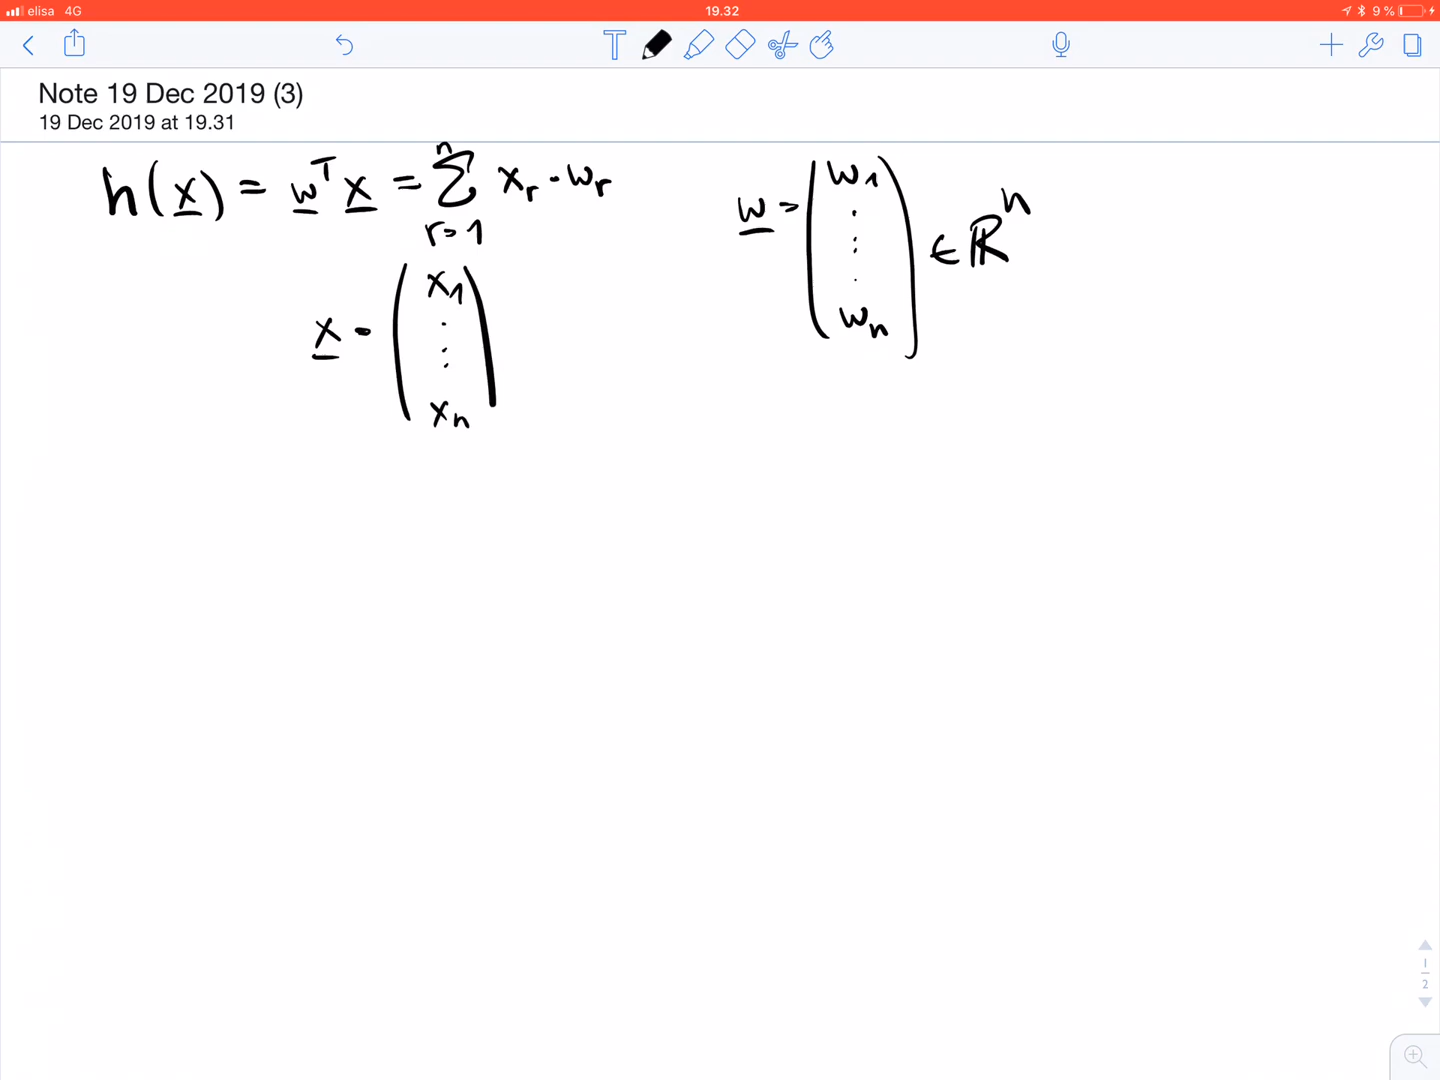 elisa 4G 19.32 9 %
T
Note 19 Dec 2019 (3)
19 Dec 2019 at 19.31
h(x) = w^T x = ∑_{r=1}^{n} x_r · w_r
w = (w_1 ⋮ w_n) ∈ ℝ^n
x = (x_1 ⋮ x_n)
1
2